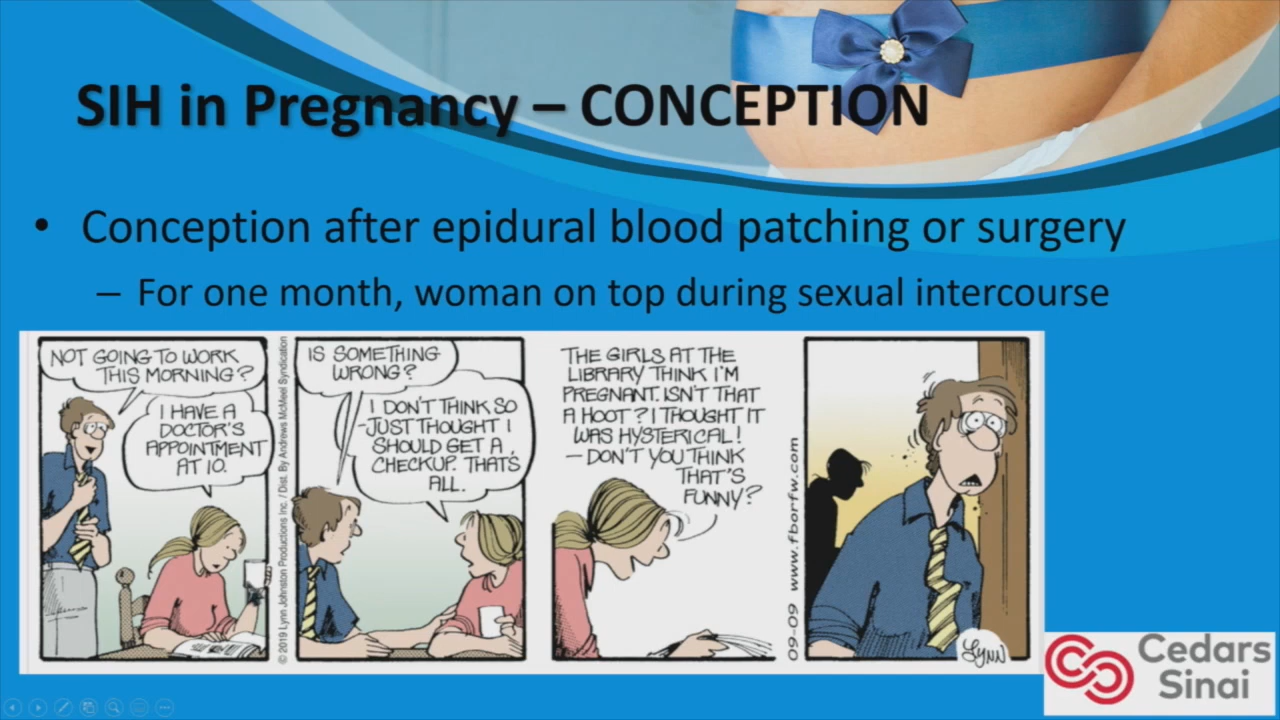 SIH in Pregnancy – CONCEPTION
• Conception after epidural blood patching or surgery
– For one month, woman on top during sexual intercourse
NOT GOING TO WORK
THIS MORNING?
I HAVE A
DOCTOR'S
APPOINTMENT
AT 10.
© 2019 Lynn Johnston Productions Inc. / Dist. By Andrews McMeel Syndication
IS SOMETHING
WRONG?
I DON'T THINK SO
-JUST THOUGHT I
SHOULD GET A
CHECKUP. THAT'S
ALL.
THE GIRLS AT THE
LIBRARY THINK I'M
PREGNANT. ISN'T THAT
A HOOT? I THOUGHT IT
WAS HYSTERICAL!
– DON'T YOU THINK
THAT'S
FUNNY?
09-09 www.fborfw.com
Lynn
Cedars
Sinai